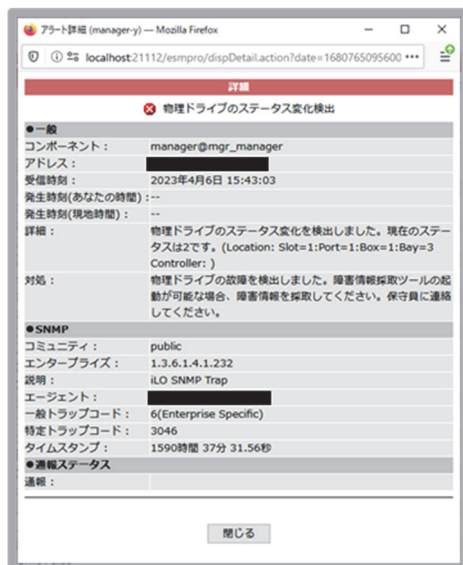 アラート詳細 (manager-y) — Mozilla Firefox
localhost:21112/esmpro/dispDetail.action?date=1680765095600 •••
詳細
物理ドライブのステータス変化検出
●一般
コンポーネント： manager@mgr_manager
アドレス：
受信時刻： 2023年4月6日 15:43:03
発生時刻(あなたの時間)：--
発生時刻(現地時間)： --
詳細： 物理ドライブのステータス変化を検出しました。現在のステー
タスは2です。(Location: Slot=1:Port=1:Box=1:Bay=3
Controller: )
対処： 物理ドライブの故障を検出しました。障害情報採取ツールの起
動が可能な場合、障害情報を採取してください。保守員に連絡
してください。
●SNMP
コミュニティ： public
エンタープライズ： 1.3.6.1.4.1.232
説明： iLO SNMP Trap
エージェント：
一般トラップコード： 6(Enterprise Specific)
特定トラップコード： 3046
タイムスタンプ： 1590時間 37分 31.56秒
●通報ステータス
通報：
閉じる